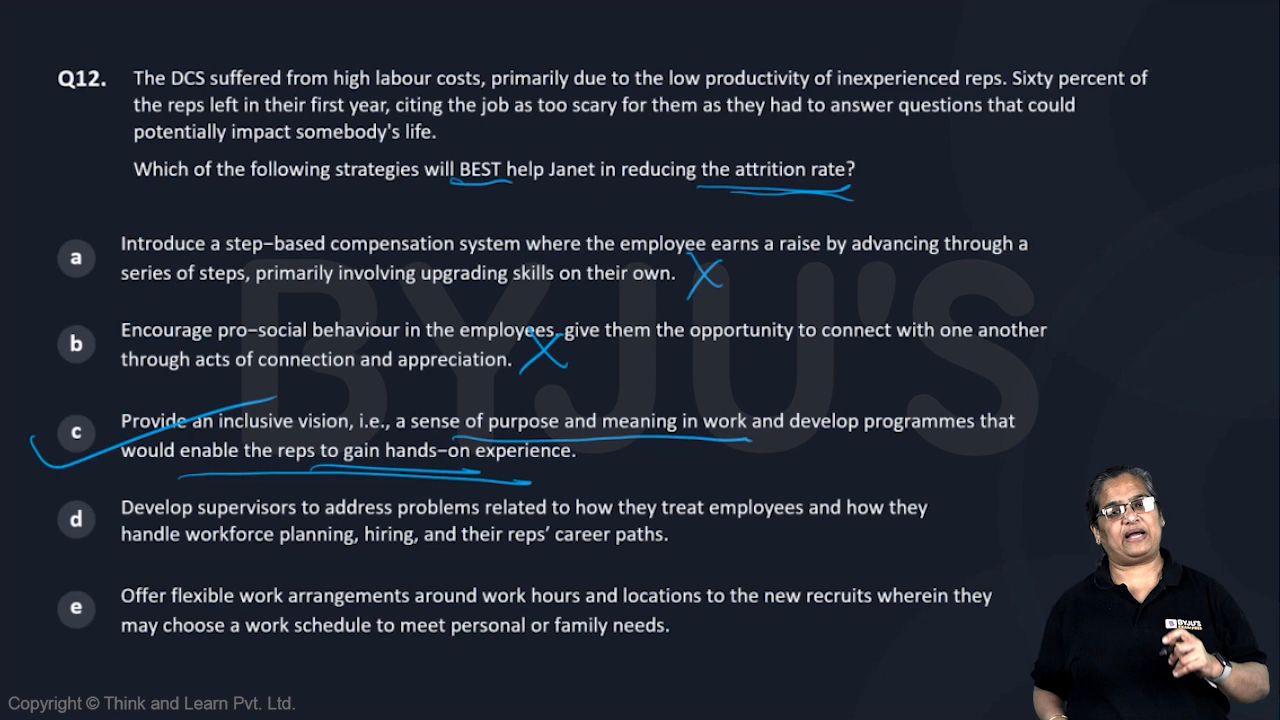 Q12. The DCS suffered from high labour costs, primarily due to the low productivity of inexperienced reps. Sixty percent of
the reps left in their first year, citing the job as too scary for them as they had to answer questions that could
potentially impact somebody's life.
Which of the following strategies will BEST help Janet in reducing the attrition rate?
a Introduce a step–based compensation system where the employee earns a raise by advancing through a
series of steps, primarily involving upgrading skills on their own.
b Encourage pro–social behaviour in the employees, give them the opportunity to connect with one another
through acts of connection and appreciation.
c Provide an inclusive vision, i.e., a sense of purpose and meaning in work and develop programmes that
would enable the reps to gain hands–on experience.
d Develop supervisors to address problems related to how they treat employees and how they
handle workforce planning, hiring, and their reps' career paths.
e Offer flexible work arrangements around work hours and locations to the new recruits wherein they
may choose a work schedule to meet personal or family needs.
BYJU'S
B BYJU'S
Copyright © Think and Learn Pvt. Ltd.